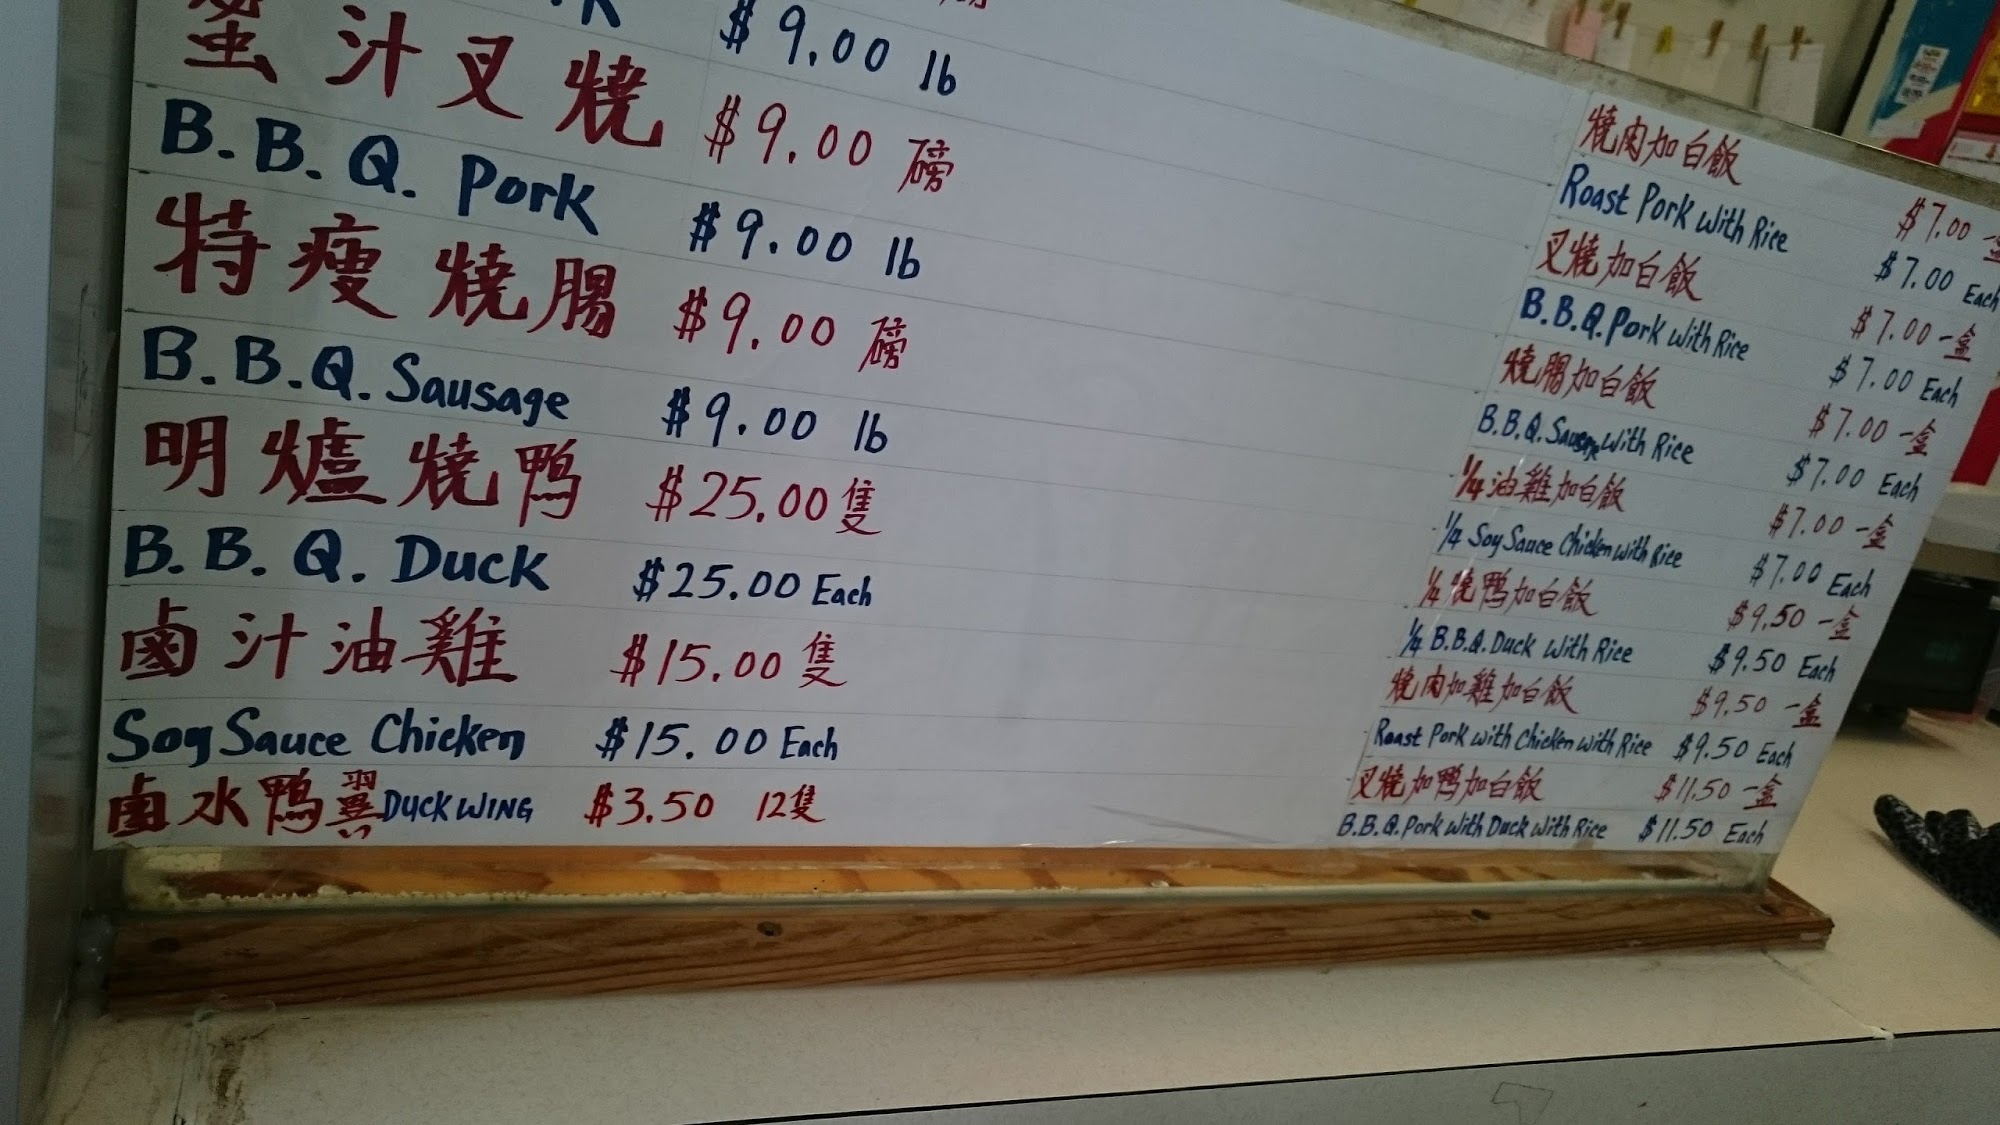 $9.00 lb
蜜汁叉燒 $9.00 磅
B.B.Q. Pork $9.00 lb
特瘦燒腸 $9.00 磅
B.B.Q. Sausage $9.00 lb
明爐燒鴨 $25.00 隻
B.B.Q. Duck $25.00 Each
鹵汁油雞 $15.00 隻
Soy Sauce Chicken $15.00 Each
鹵水鴨翼 DUCK WING $3.50 12隻
燒肉加白飯 $7.00 一盒
Roast Pork with Rice $7.00 Each
叉燒加白飯 $7.00 一盒
B.B.Q. Pork with Rice $7.00 Each
燒腸加白飯 $7.00 一盒
B.B.Q. Sausage with Rice $7.00 Each
1/4 油雞加白飯 $7.00 一盒
1/4 Soy Sauce Chicken with Rice $7.00 Each
1/4 燒鴨加白飯 $9.50 一盒
1/4 B.B.Q. Duck with Rice $9.50 Each
燒肉加雞加白飯 $9.50 一盒
Roast Pork with Chicken with Rice $9.50 Each
叉燒加鴨加白飯 $11.50 一盒
B.B.Q. Pork with Duck with Rice $11.50 Each